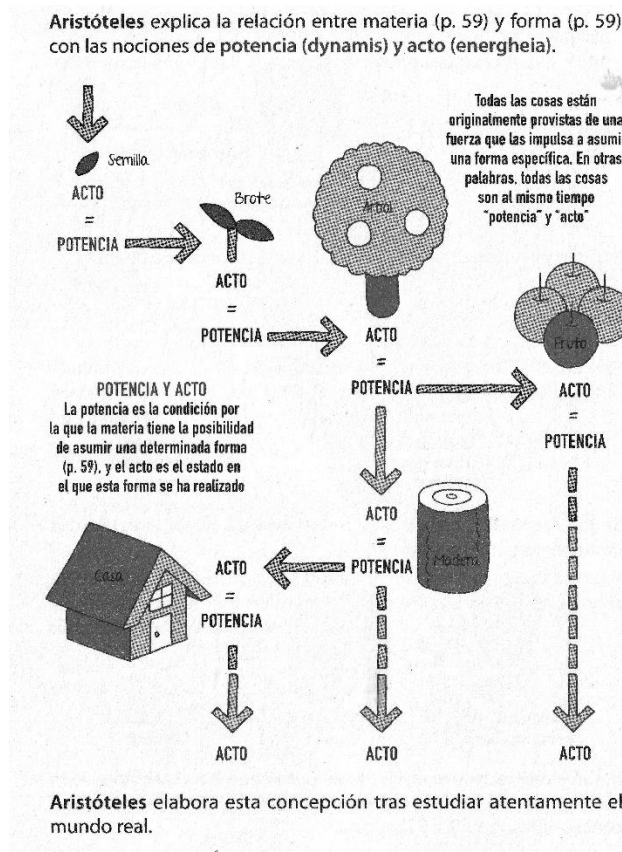 Aristóteles explica la relación entre materia (p. 59) y forma (p. 59)
con las nociones de potencia (dynamis) y acto (energheia).
Todas las cosas están
originalmente provistas de una
fuerza que las impulsa a asumi
una forma específica. En otras
palabras, todas las cosas
son al mismo tiempo
"potencia" y "acto"
Semilla
ACTO
=
POTENCIA
Brote
ACTO
=
POTENCIA
Árbol
ACTO
=
POTENCIA
Fruto
ACTO
=
POTENCIA
POTENCIA Y ACTO
La potencia es la condición por
la que la materia tiene la posibilidad
de asumir una determinada forma
(p. 59), y el acto es el estado en
el que esta forma se ha realizado
Madera
ACTO
=
POTENCIA
Casa
ACTO
=
POTENCIA
ACTO
ACTO
ACTO
Aristóteles elabora esta concepción tras estudiar atentamente el
mundo real.